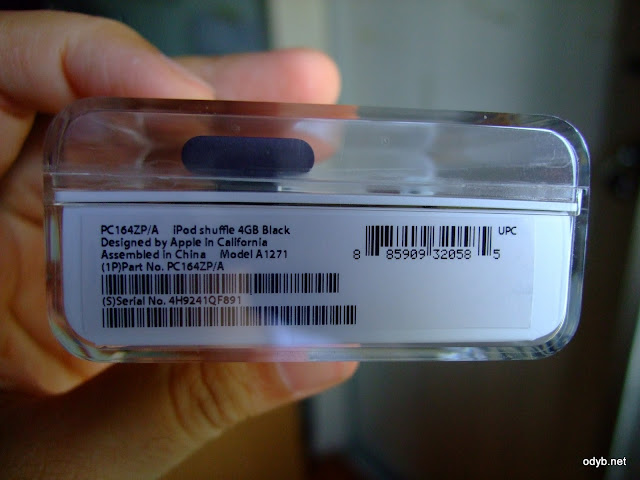 PC164ZP/A iPod shuffle 4GB Black
Designed by Apple in California
Assembled in China Model A1271
(1P)Part No. PC164ZP/A
(S)Serial No. 4H9241QF891
UPC
8 85909 32058 5
odyb.net